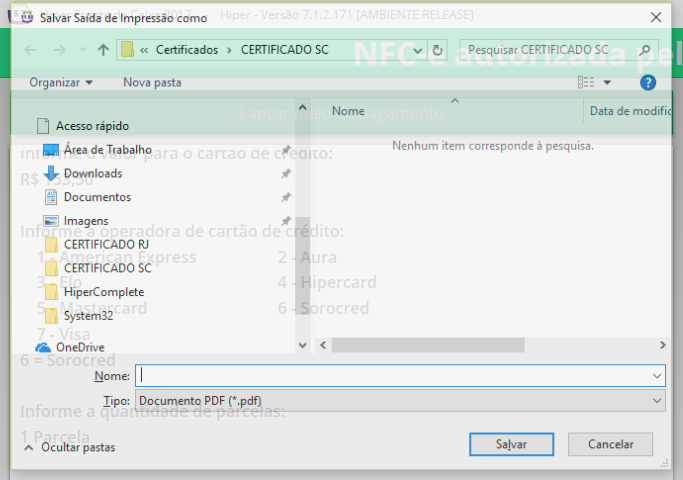 Salvar Saída de Impressão como
Hiper - Versão 7.1.2.171 [AMBIENTE RELEASE]
« Certificados › CERTIFICADO SC
Pesquisar CERTIFICADO SC
NFC-e autorizada pel
Organizar
Nova pasta
Lançar meio de pagamento
Nome
Data de modific
Acesso rápido
Nenhum item corresponde à pesquisa.
Área de Trabalho
Informe o valor para o cartão de crédito:
Downloads
R$ 153,50
Documentos
Imagens
Informe a operadora de cartão de crédito:
CERTIFICADO RJ
1 - American Express
2 - Aura
CERTIFICADO SC
3 - Elo
4 - Hipercard
HiperComplete
5 - Mastercard
6 - Sorocred
System32
7 - Visa
OneDrive
6 = Sorocred
Nome:
Tipo: Documento PDF (*.pdf)
Informe a quantidade de parcelas:
1 Parcela
Ocultar pastas
Salvar
Cancelar